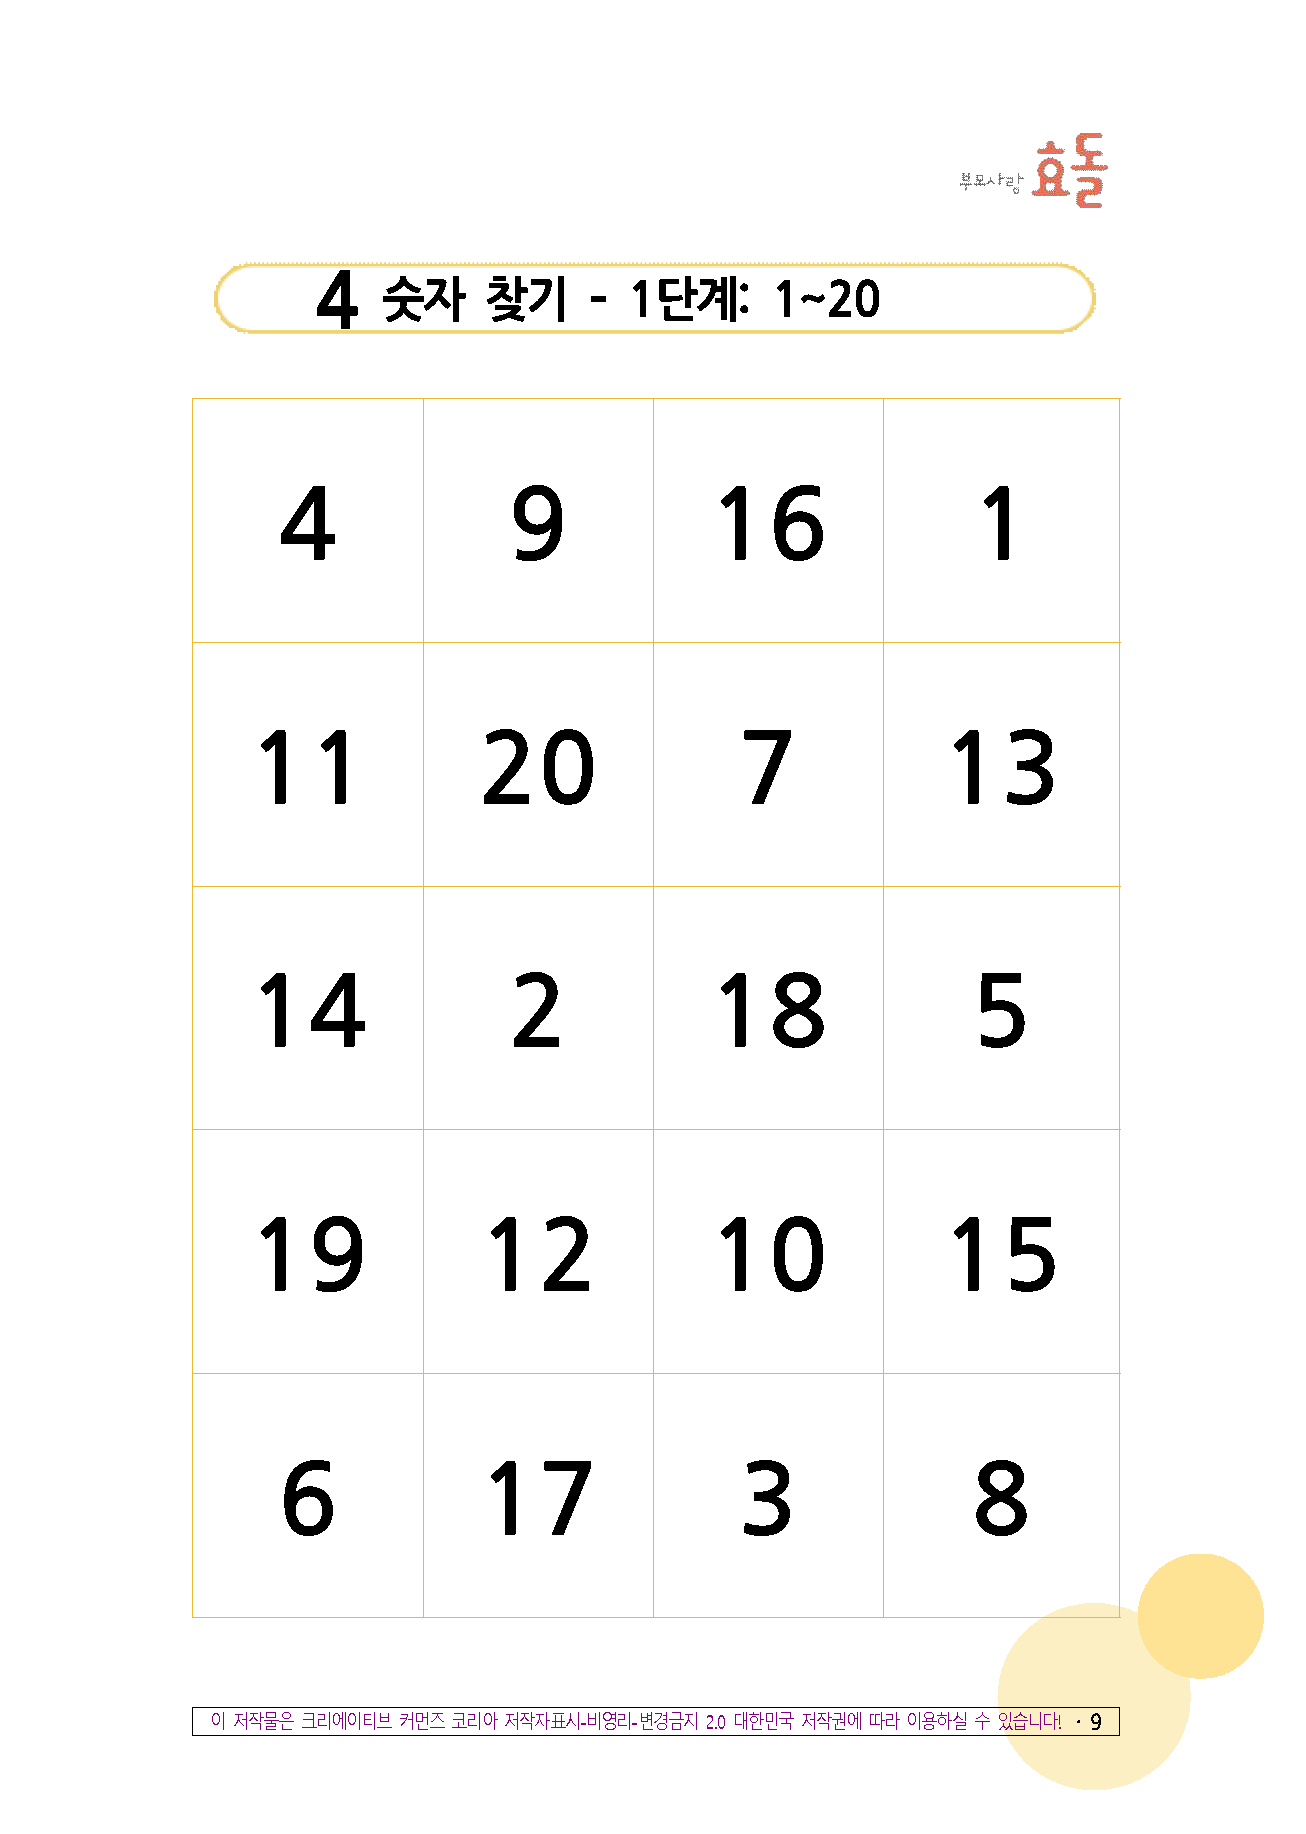 부모사랑 효돌
4 숫자 찾기 - 1단계: 1~20
4 9 16 1
11 20 7 13
14 2 18 5
19 12 10 15
6 17 3 8
이 저작물은 크리에이티브 커먼즈 코리아 저작자표시-비영리-변경금지 2.0 대한민국 저작권에 따라 이용하실 수 있습니다! · 9